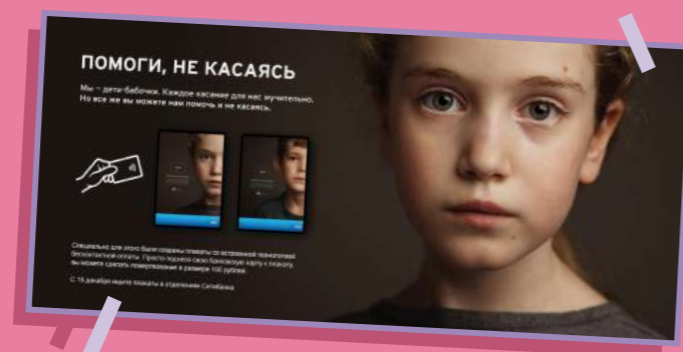 ПОМОГИ, НЕ КАСАЯСЬ
Мы – дети-бабочки. Каждое касание для нас мучительно.
Но все же вы можете нам помочь и не касаясь.
Специально для этого были созданы плакаты со встроенной технологией
бесконтактной оплаты. Просто поднеси свою банковскую карту к плакату,
вы можете сделать пожертвование в размере 100 рублей.
С 15 декабря ищите плакаты в отделениях Ситибанка